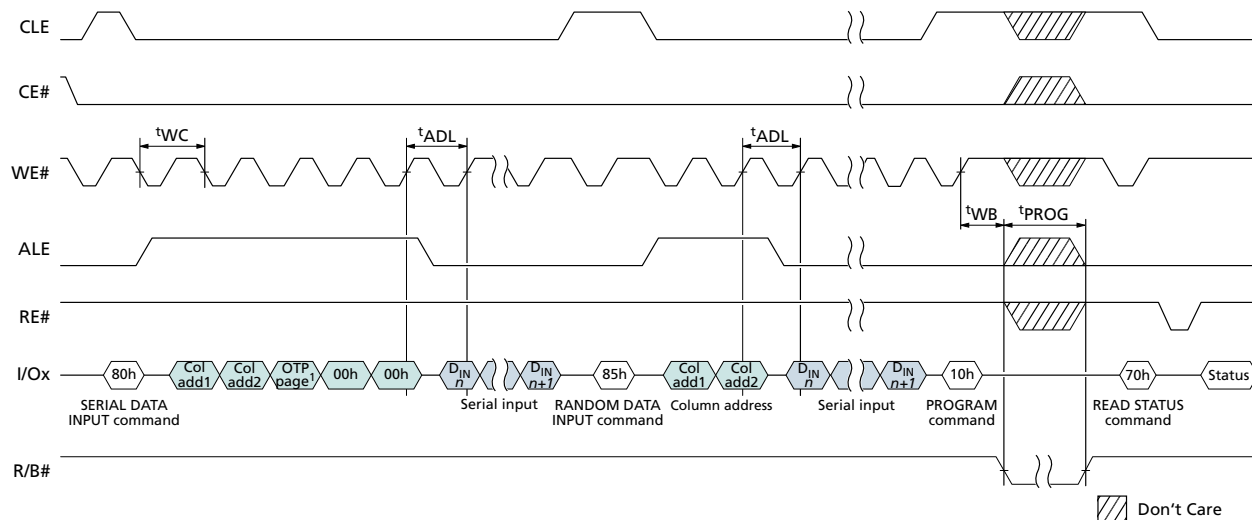 CLE
CE#
tWC
tADL
tADL
WE#
tWB
tPROG
ALE
RE#
I/Ox
80h
Col add1
Col add2
OTP page1
00h
00h
DIN n
DIN n+1
85h
Col add1
Col add2
DIN n
DIN n+1
10h
70h
Status
SERIAL DATA
INPUT command
Serial input
RANDOM DATA
INPUT command
Column address
Serial input
PROGRAM
command
READ STATUS
command
R/B#
Don't Care